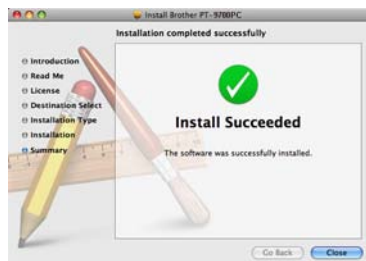 Install Brother PT-9700PC
Installation completed successfully
Introduction
Read Me
License
Destination Select
Installation Type
Installation
Summary
Install Succeeded
The software was successfully installed.
Go Back
Close